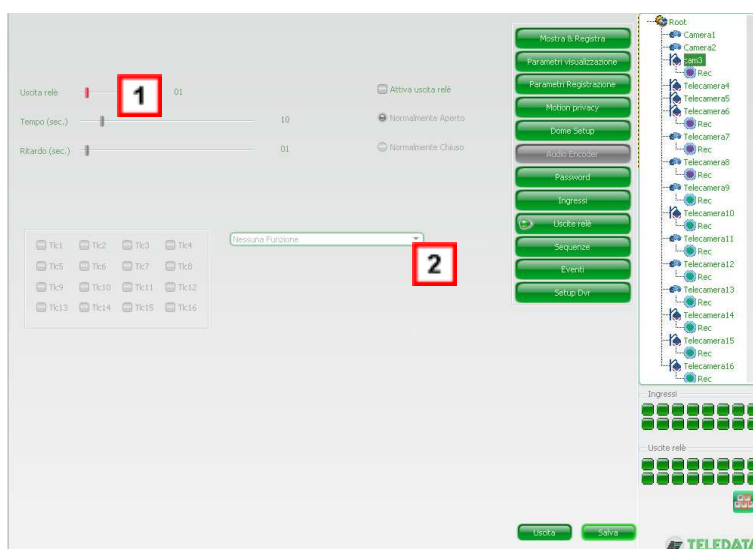 Uscita relè 1 01
Attiva uscita relè
Tempo (sec.) 10
Normalmente Aperto
Ritardo (sec.) 01
Normalmente Chiuso
Tlc1 Tlc2 Tlc3 Tlc4
Tlc5 Tlc6 Tlc7 Tlc8
Tlc9 Tlc10 Tlc11 Tlc12
Tlc13 Tlc14 Tlc15 Tlc16
Nessuna Funzione
2
Mostra & Registra
Parametri visualizzazione
Parametri Registrazione
Motion privacy
Dome Setup
Audio Encoder
Password
Ingressi
Uscite relè
Sequenze
Eventi
Setup Dvr
Uscita
Salva
Root
Camera1
Camera2
cam3
Rec
Telecamera4
Telecamera5
Telecamera6
Rec
Telecamera7
Rec
Telecamera8
Rec
Telecamera9
Rec
Telecamera10
Rec
Telecamera11
Rec
Telecamera12
Rec
Telecamera13
Rec
Telecamera14
Rec
Telecamera15
Rec
Telecamera16
Rec
Ingressi
Uscite relè
TELEDATA